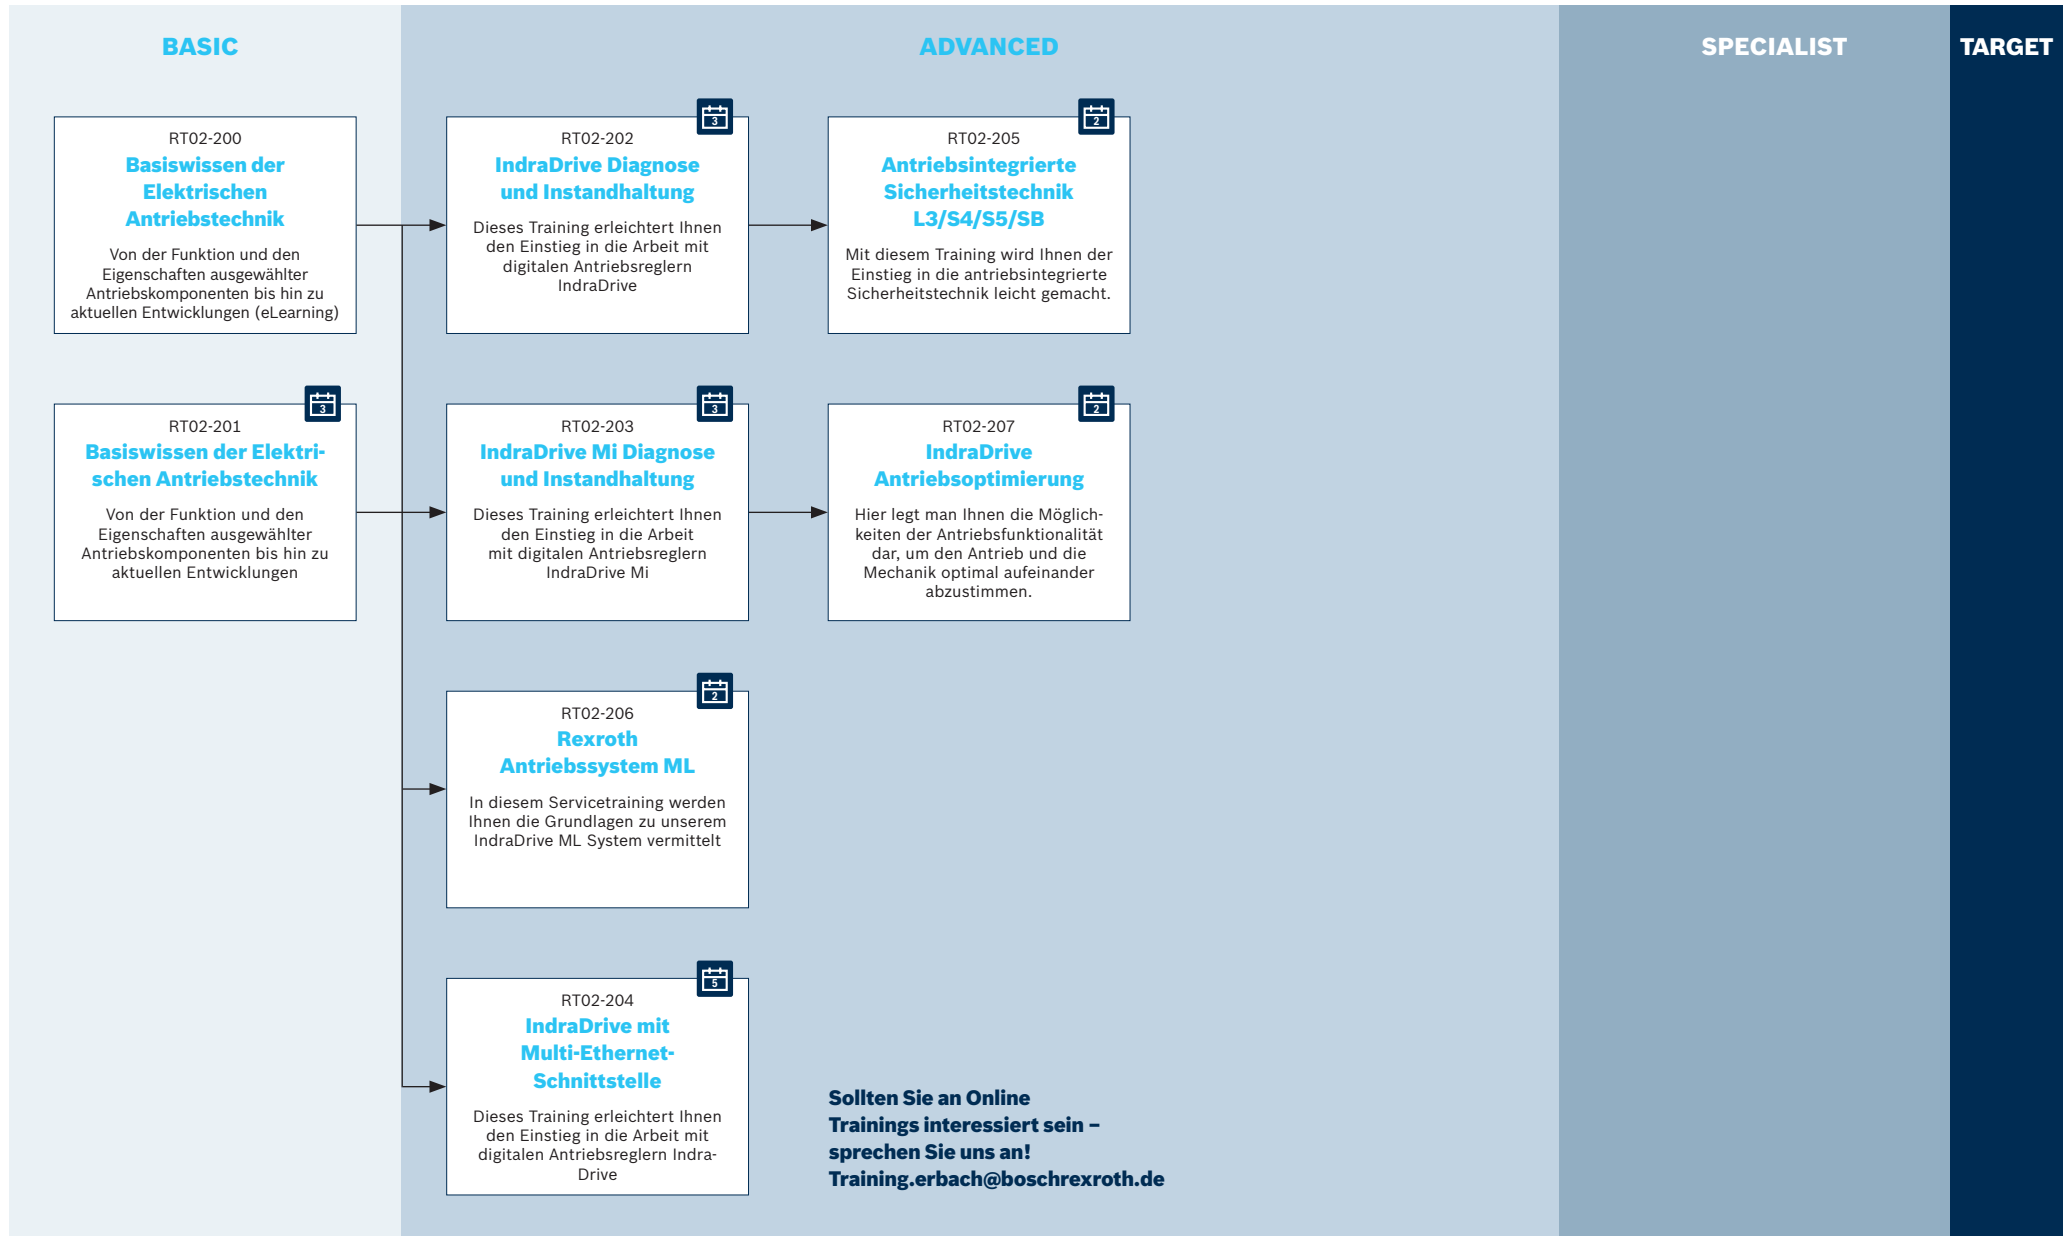 BASIC
ADVANCED
SPECIALIST
TARGET
RT02-200
Basiswissen der
Elektrischen
Antriebstechnik
Von der Funktion und den
Eigenschaften ausgewählter
Antriebskomponenten bis hin zu
aktuellen Entwicklungen (eLearning)
3
RT02-202
IndraDrive Diagnose
und Instandhaltung
Dieses Training erleichtert Ihnen
den Einstieg in die Arbeit mit
digitalen Antriebsreglern
IndraDrive
2
RT02-205
Antriebsintegrierte
Sicherheitstechnik
L3/S4/S5/SB
Mit diesem Training wird Ihnen der
Einstieg in die antriebsintegrierte
Sicherheitstechnik leicht gemacht.
3
RT02-201
Basiswissen der Elektri-
schen Antriebstechnik
Von der Funktion und den
Eigenschaften ausgewählter
Antriebskomponenten bis hin zu
aktuellen Entwicklungen
3
RT02-203
IndraDrive Mi Diagnose
und Instandhaltung
Dieses Training erleichtert Ihnen
den Einstieg in die Arbeit
mit digitalen Antriebsreglern
IndraDrive Mi
2
RT02-207
IndraDrive
Antriebsoptimierung
Hier legt man Ihnen die Möglich-
keiten der Antriebsfunktionalität
dar, um den Antrieb und die
Mechanik optimal aufeinander
abzustimmen.
2
RT02-206
Rexroth
Antriebssystem ML
In diesem Servicetraining werden
Ihnen die Grundlagen zu unserem
IndraDrive ML System vermittelt
5
RT02-204
IndraDrive mit
Multi-Ethernet-
Schnittstelle
Dieses Training erleichtert Ihnen
den Einstieg in die Arbeit mit
digitalen Antriebsreglern Indra-
Drive
Sollten Sie an Online
Trainings interessiert sein –
sprechen Sie uns an!
Training.erbach@boschrexroth.de